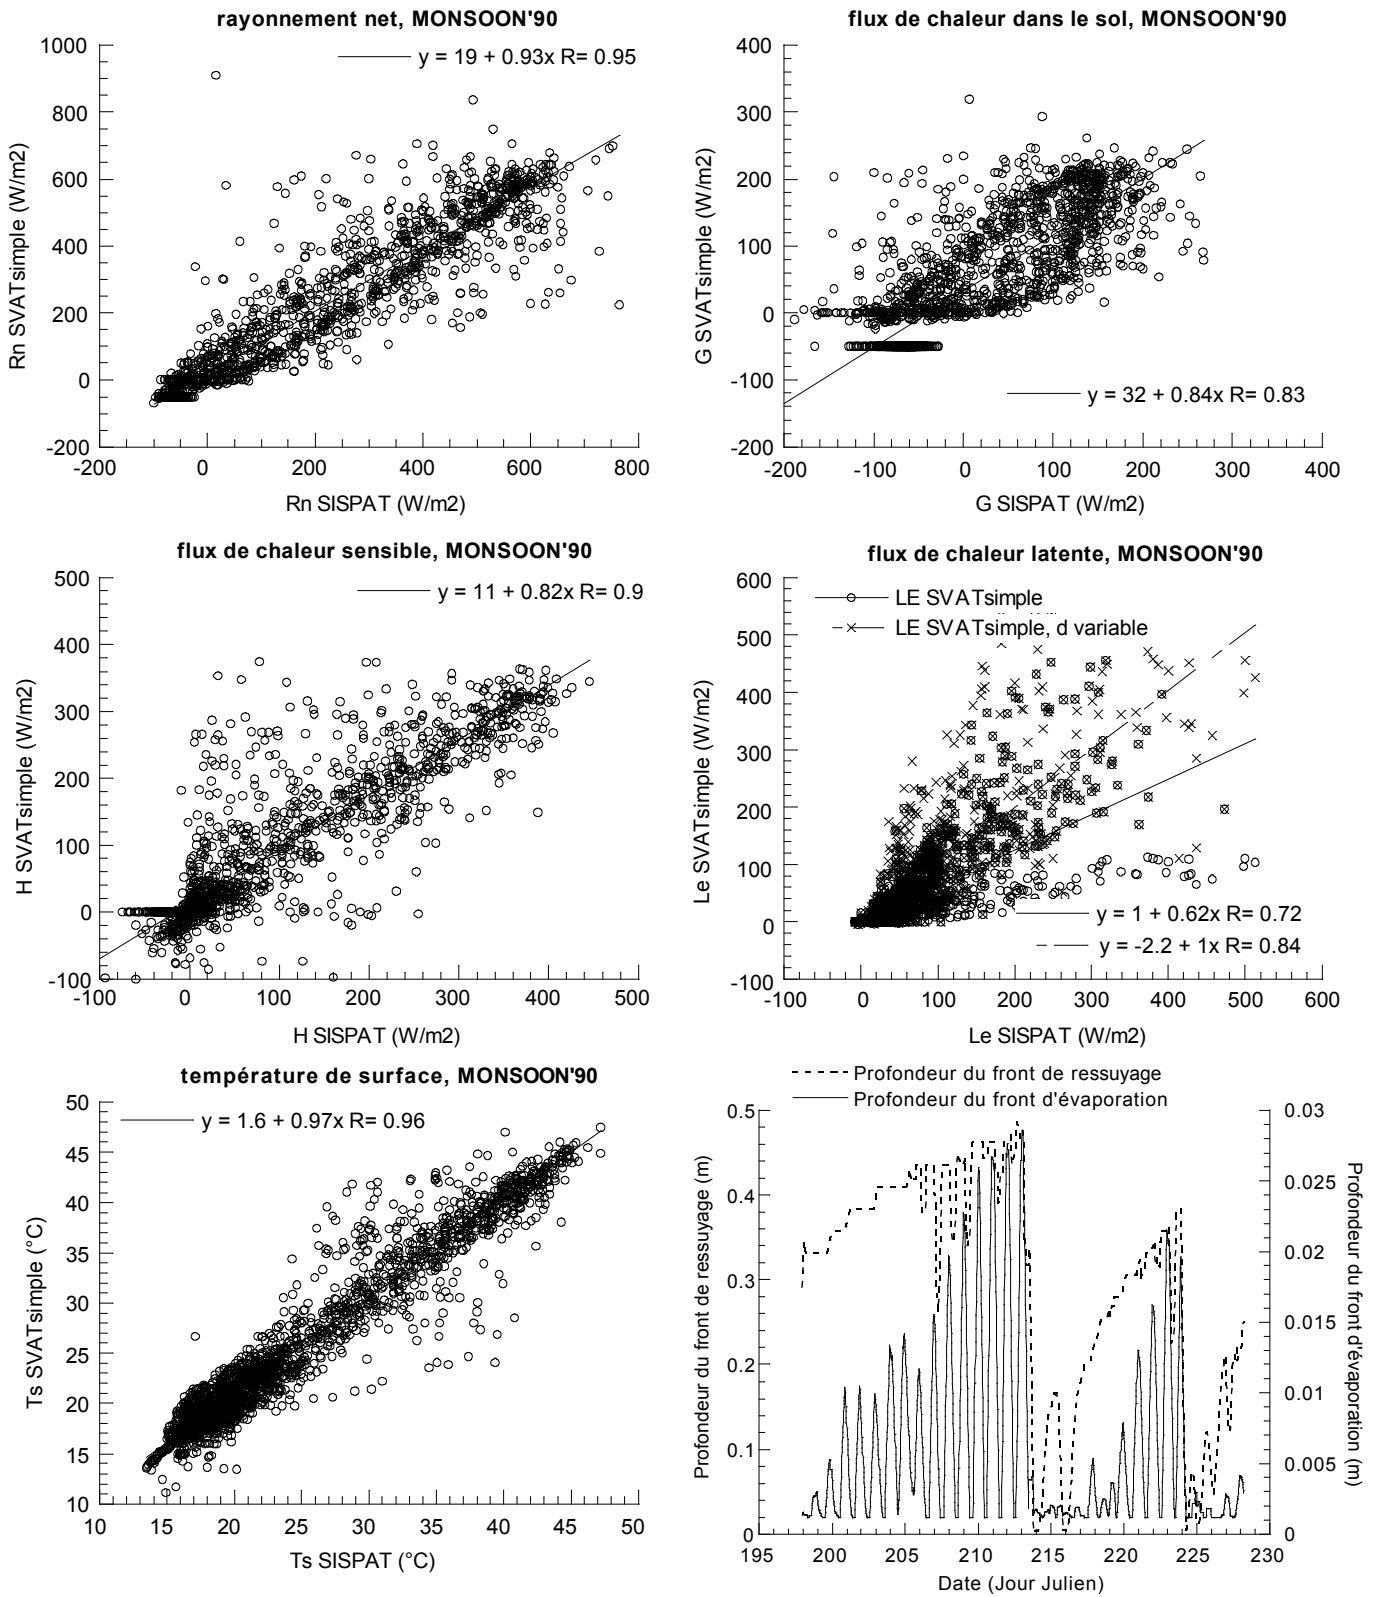 rayonnement net, MONSOON'90
y = 19 + 0.93x R= 0.95
1000
800
600
400
200
0
-200
-200 0 200 400 600 800
Rn SVATsimple (W/m2)
Rn SISPAT (W/m2)
flux de chaleur dans le sol, MONSOON'90
400
300
200
100
0
-100
-200
y = 32 + 0.84x R= 0.83
-200 -100 0 100 200 300 400
G SVATsimple (W/m2)
G SISPAT (W/m2)
flux de chaleur sensible, MONSOON'90
y = 11 + 0.82x R= 0.9
500
400
300
200
100
0
-100
-100 0 100 200 300 400 500
H SVATsimple (W/m2)
H SISPAT (W/m2)
flux de chaleur latente, MONSOON'90
LE SVATsimple
LE SVATsimple, d variable
600
500
400
300
200
100
0
-100
y = 1 + 0.62x R= 0.72
y = -2.2 + 1x R= 0.84
-100 0 100 200 300 400 500 600
Le SVATsimple (W/m2)
Le SISPAT (W/m2)
température de surface, MONSOON'90
y = 1.6 + 0.97x R= 0.96
50
45
40
35
30
25
20
15
10
10 15 20 25 30 35 40 45 50
Ts SVATsimple (°C)
Ts SISPAT (°C)
Profondeur du front de ressuyage
Profondeur du front d'évaporation
0.5
0.4
0.3
0.2
0.1
0
0.03
0.025
0.02
0.015
0.01
0.005
0
195 200 205 210 215 220 225 230
Profondeur du front de ressuyage (m)
Profondeur du front d'évaporation (m)
Date (Jour Julien)